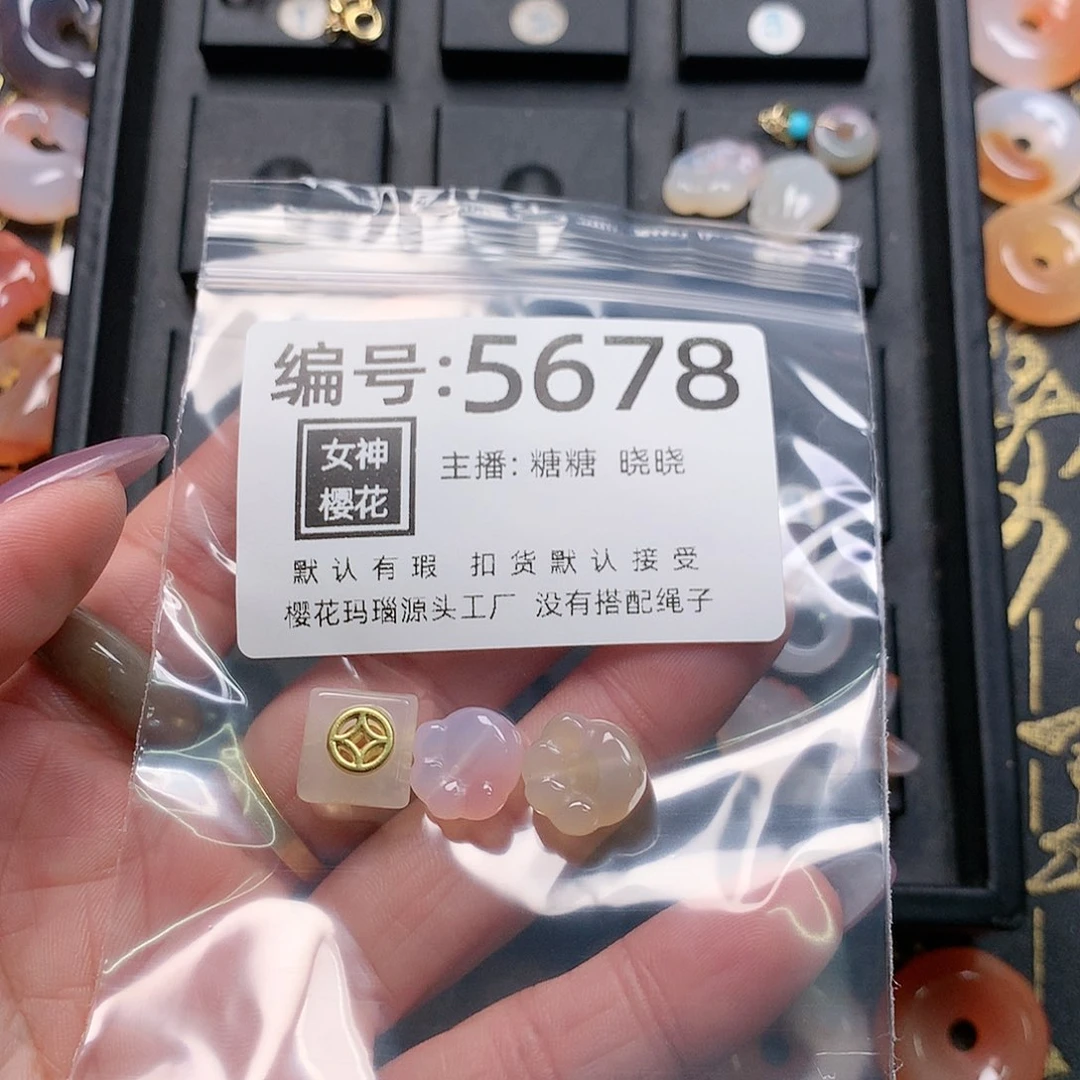 编号:5678
女神
樱花
主播: 糖糖 晓晓
默认有瑕 扣货默认接受
樱花玛瑙源头工厂 没有搭配绳子